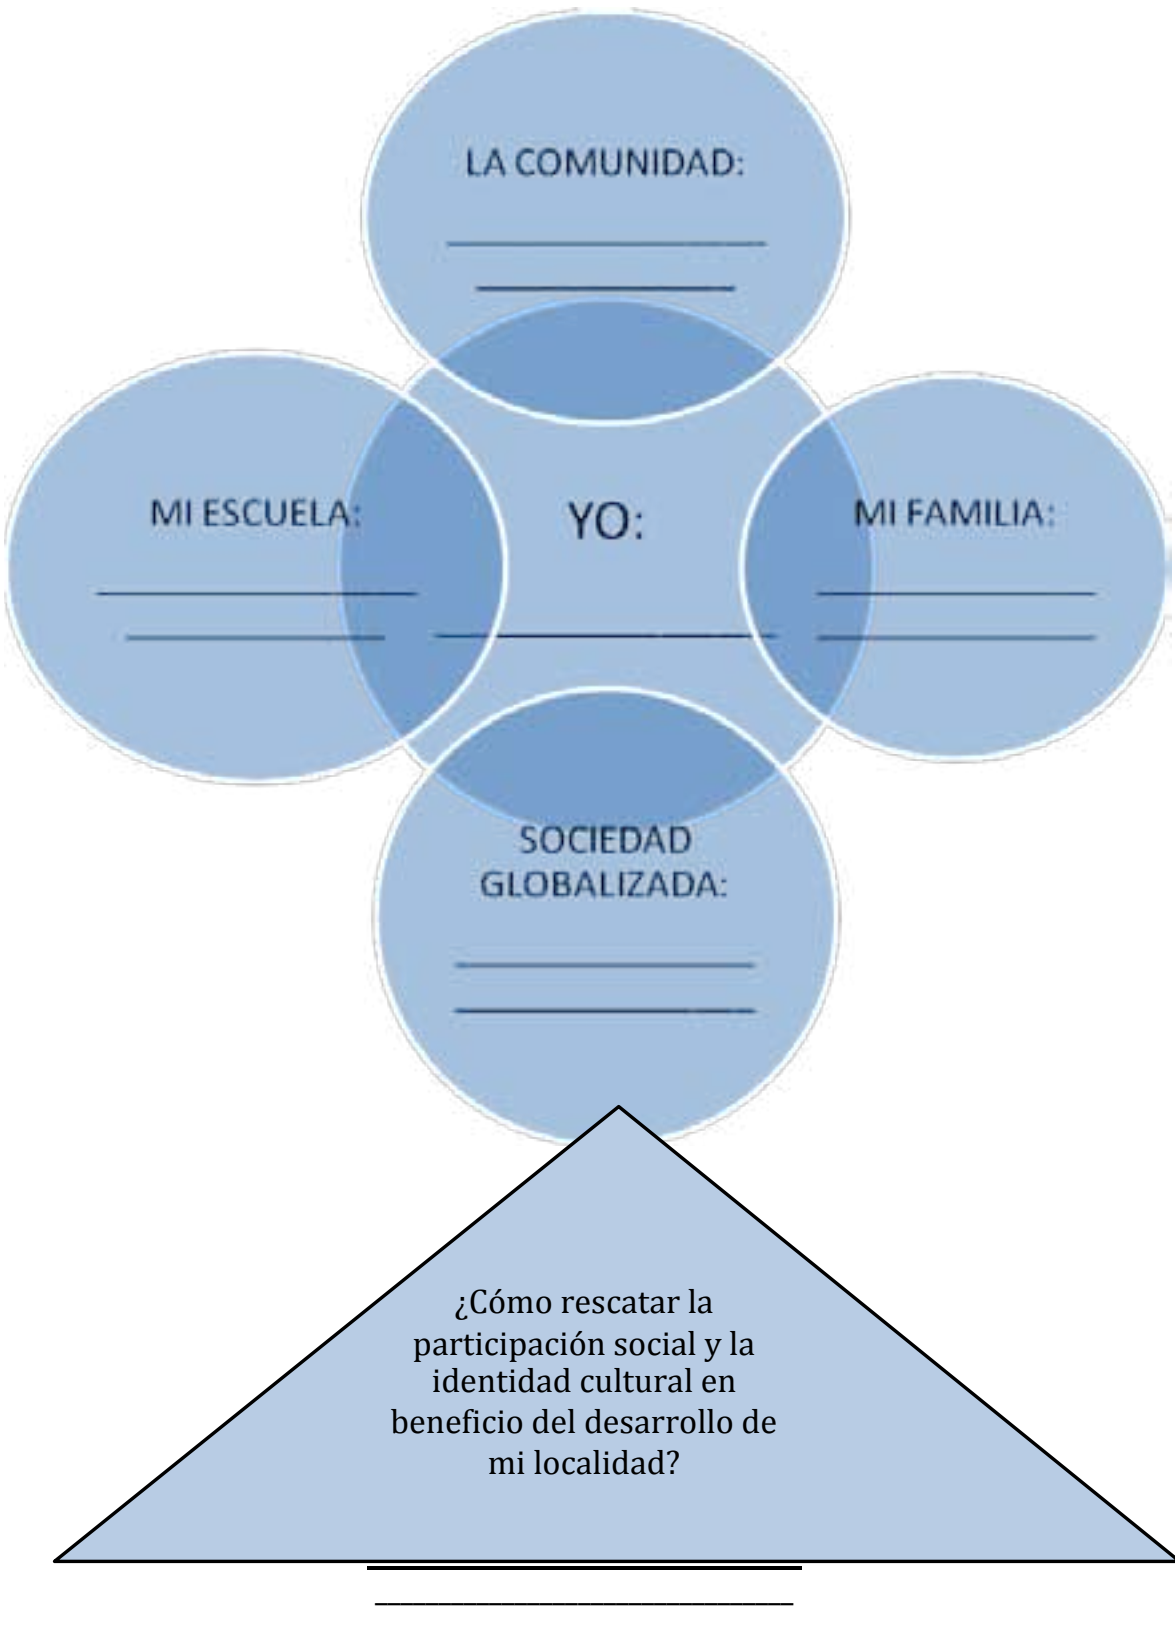 LA COMUNIDAD:
MI ESCUELA:
YO:
MI FAMILIA:
SOCIEDAD
GLOBALIZADA:
¿Cómo rescatar la
participación social y la
identidad cultural en
beneficio del desarrollo de
mi localidad?